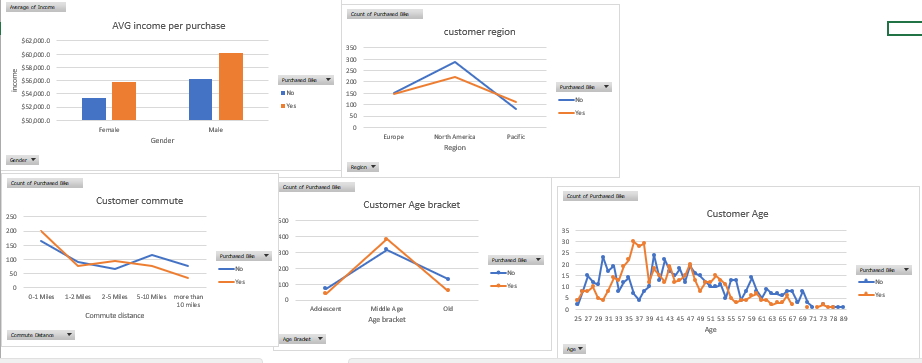 Average of Income
AVG income per purchase
$62,000.0
$60,000.0
$58,000.0
$56,000.0
$54,000.0
$52,000.0
$50,000.0
Income
Female
Male
Gender
Purchased Bike
No
Yes
Gender
Count of Purchased Bike
customer region
350
300
250
200
150
100
50
0
Europe
North America
Pacific
Region
Purchased Bike
No
Yes
Region
Count of Purchased Bike
Customer commute
250
200
150
100
50
0
0-1 Miles
1-2 Miles
2-5 Miles
5-10 Miles
more than
10 miles
Commute distance
Purchased Bike
No
Yes
Commute Distance
Count of Purchased Bike
Customer Age bracket
500
400
300
200
100
0
Adolescent
Middle Age
Old
Age bracket
Purchased Bike
No
Yes
Age Bracket
Count of Purchased Bike
Customer Age
35
30
25
20
15
10
5
0
25 27 29 31 33 35 37 39 41 43 45 47 49 51 53 55 57 59 61 63 65 67 69 71 73 78 89
Age
Purchased Bike
No
Yes
Age